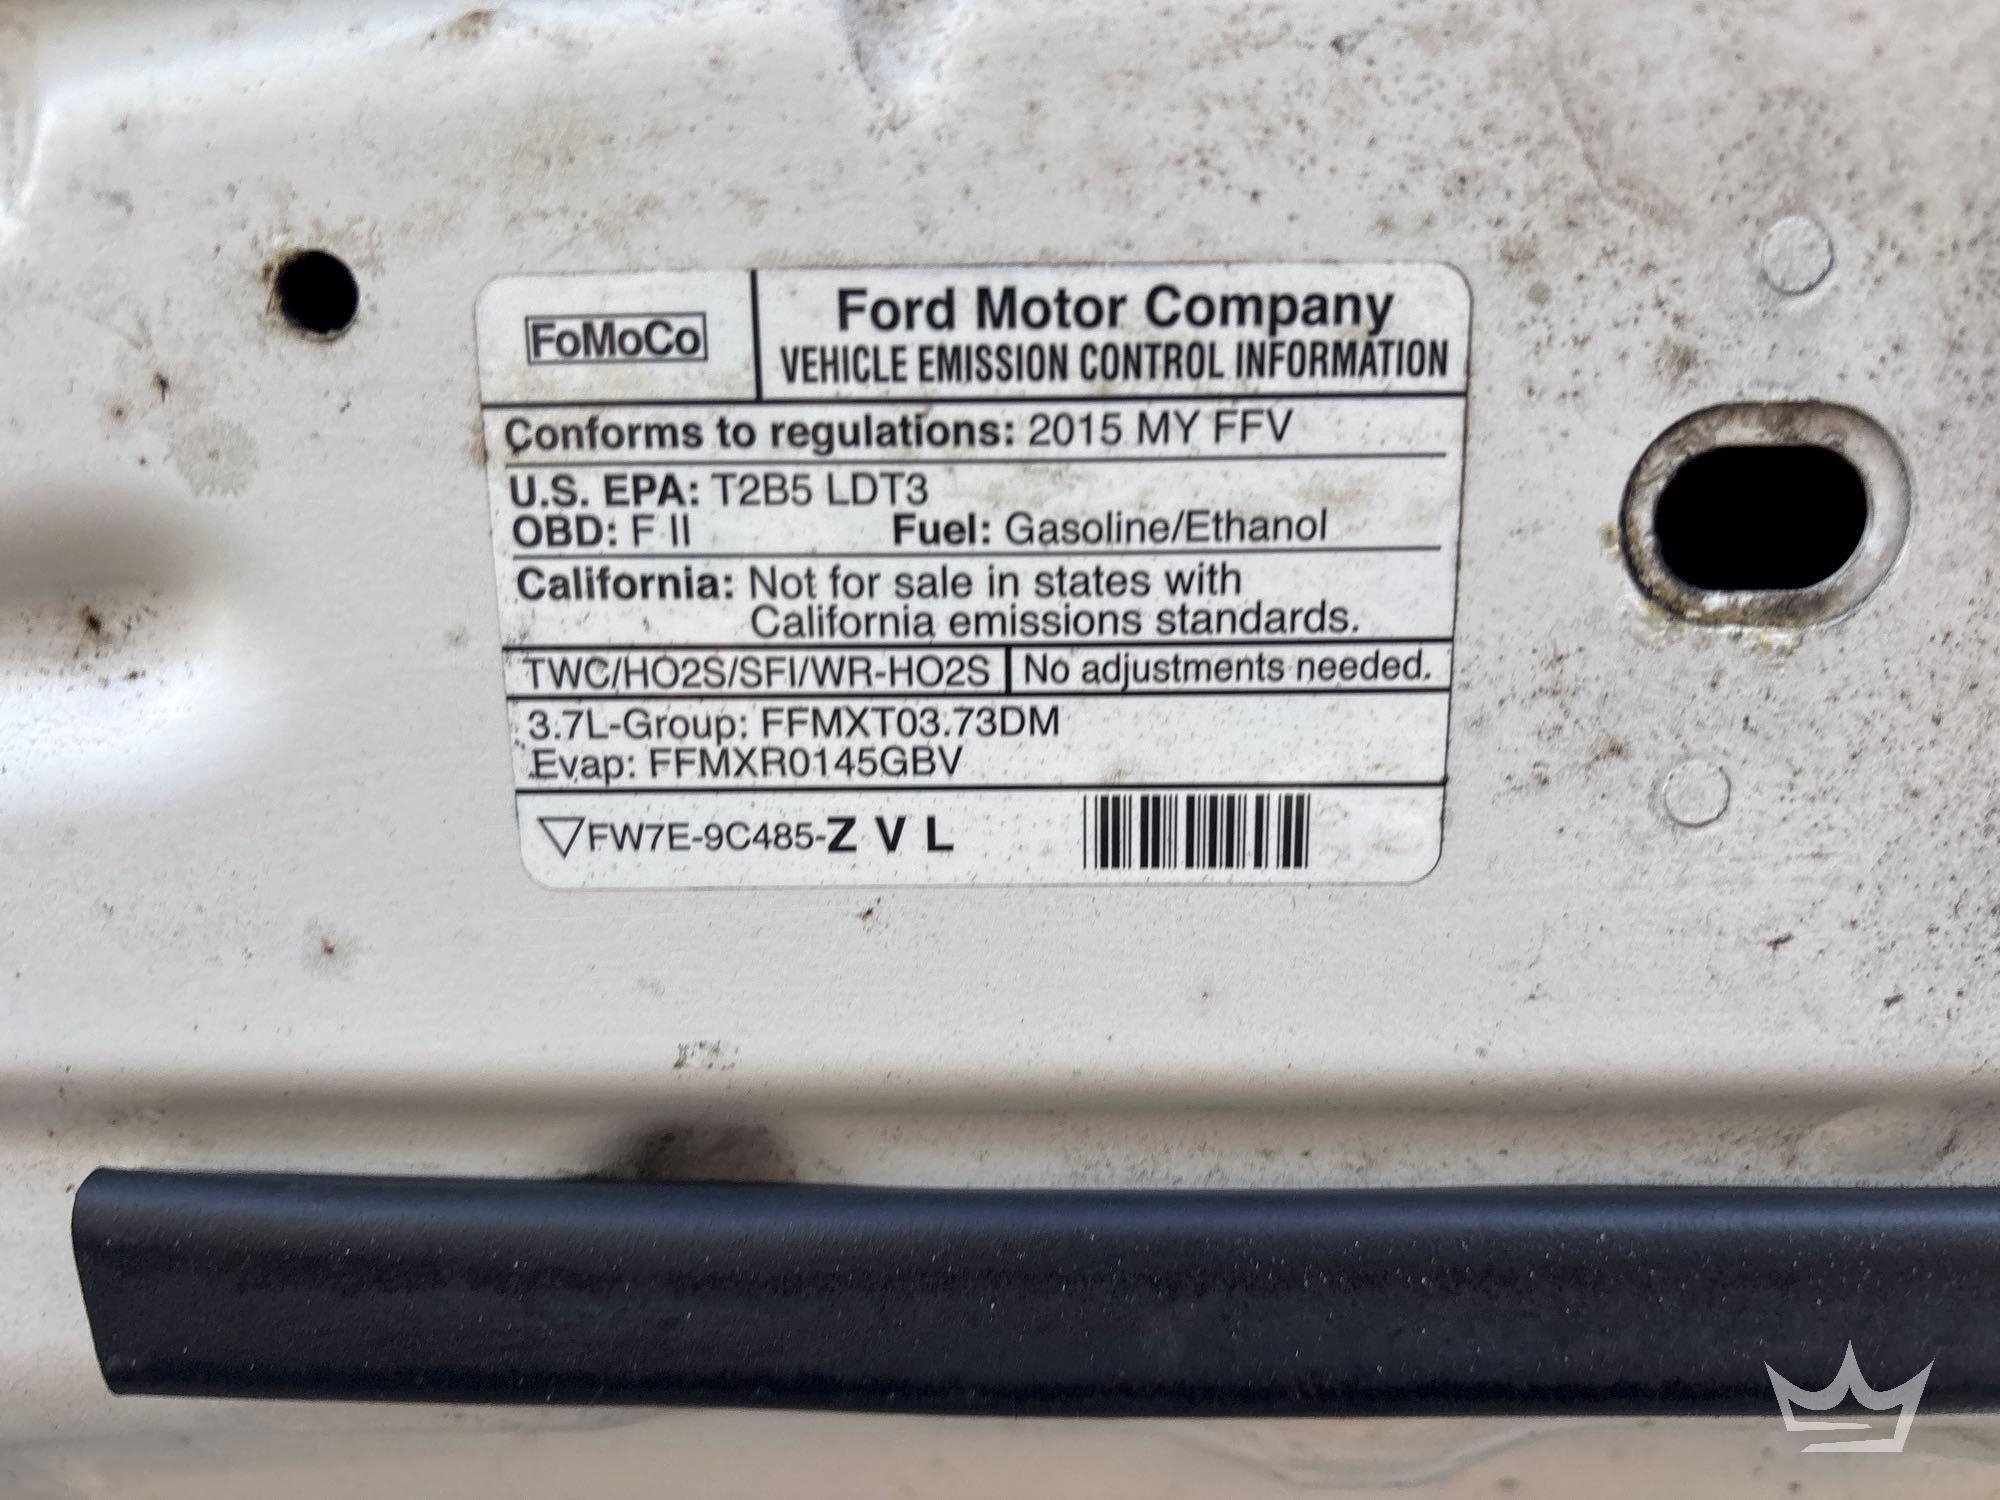 FoMoCo
Ford Motor Company
VEHICLE EMISSION CONTROL INFORMATION
Conforms to regulations: 2015 MY FFV
U.S. EPA: T2B5 LDT3
OBD: F II Fuel: Gasoline/Ethanol
California: Not for sale in states with
California emissions standards.
TWC/HO2S/SFI/WR-HO2S No adjustments needed.
3.7L-Group: FFMXT03.73DM
Evap: FFMXR0145GBV
▽FW7E-9C485-Z V L